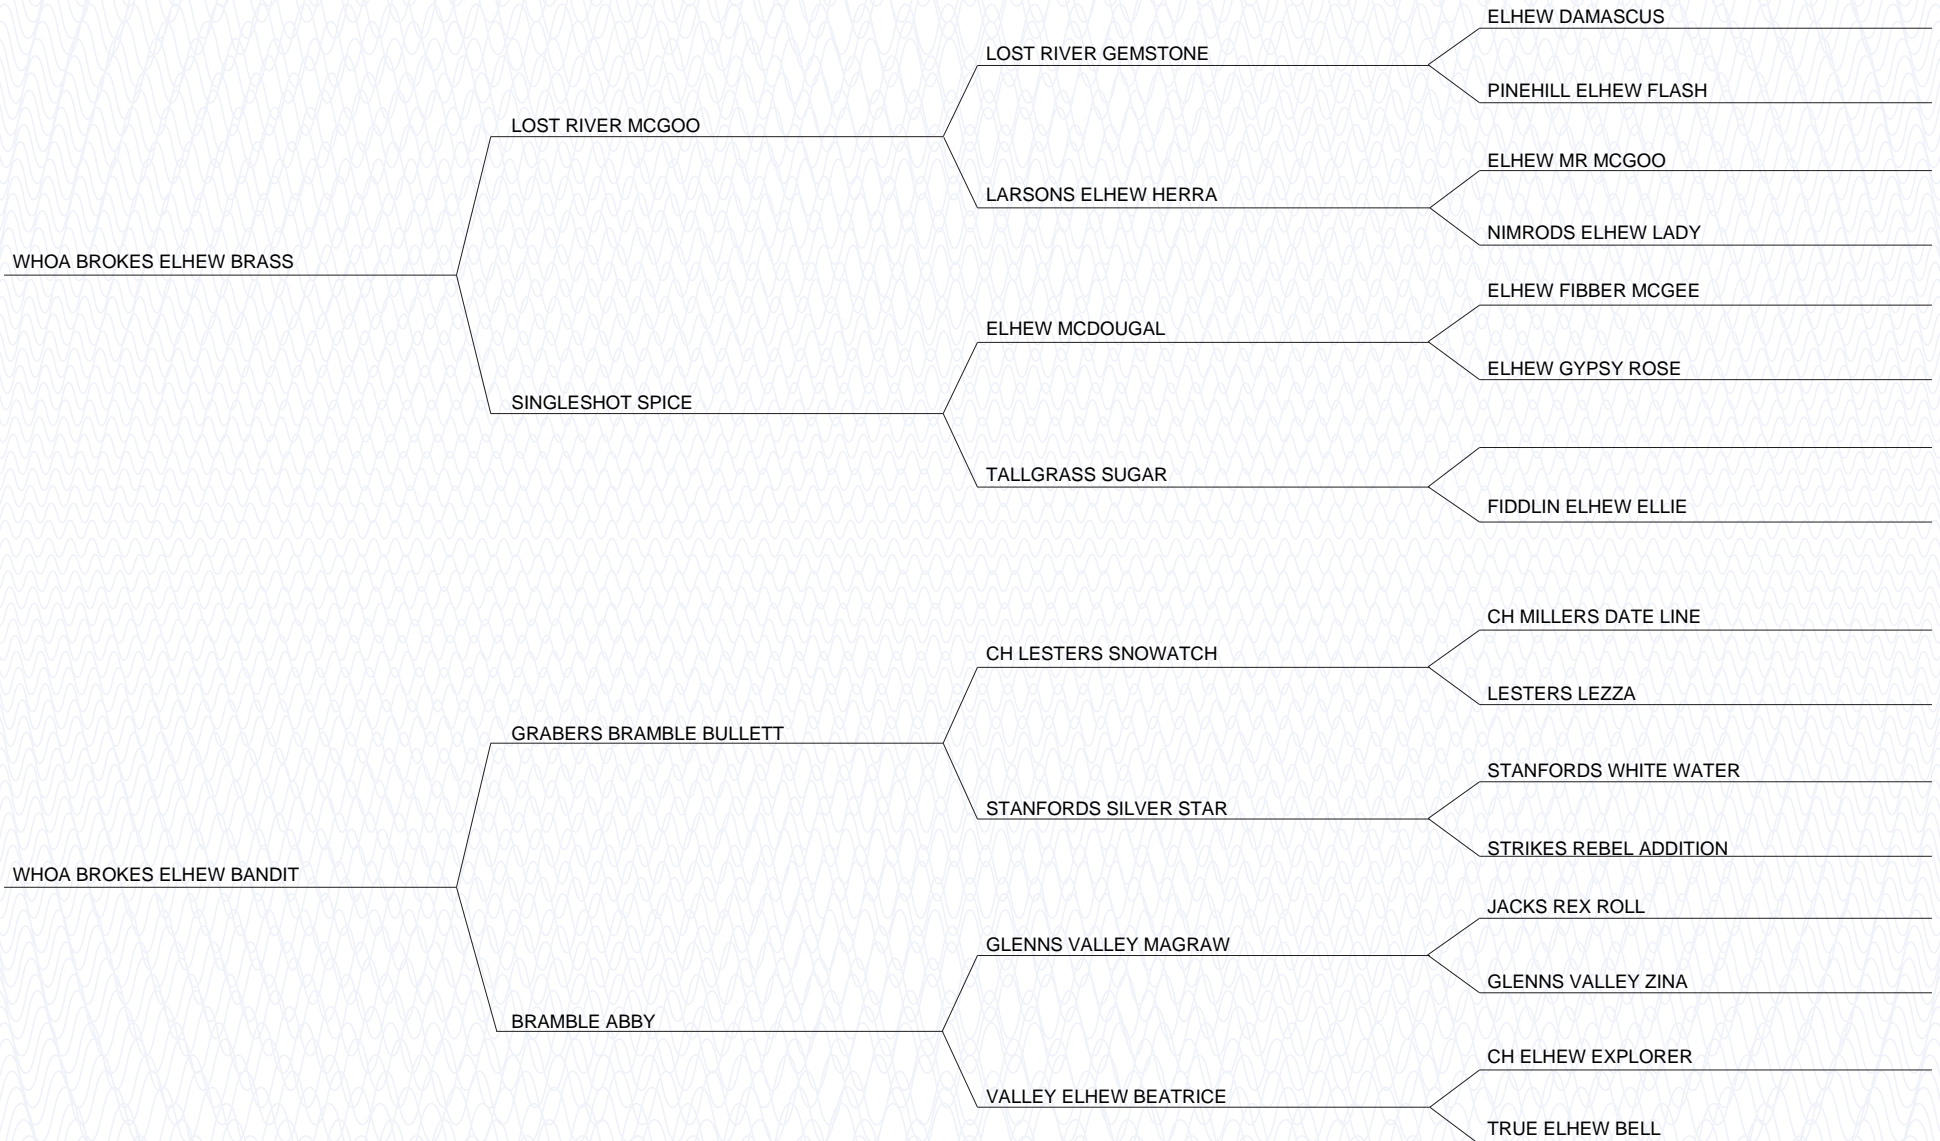 ELHEW DAMASCUS
LOST RIVER GEMSTONE
PINEHILL ELHEW FLASH
LOST RIVER MCGOO
ELHEW MR MCGOO
LARSONS ELHEW HERRA
NIMRODS ELHEW LADY
WHOA BROKES ELHEW BRASS
ELHEW FIBBER MCGEE
ELHEW MCDOUGAL
ELHEW GYPSY ROSE
SINGLESHOT SPICE
TALLGRASS SUGAR
FIDDLIN ELHEW ELLIE
CH MILLERS DATE LINE
CH LESTERS SNOWATCH
LESTERS LEZZA
GRABERS BRAMBLE BULLETT
STANFORDS WHITE WATER
STANFORDS SILVER STAR
STRIKES REBEL ADDITION
WHOA BROKES ELHEW BANDIT
JACKS REX ROLL
GLENNS VALLEY MAGRAW
GLENNS VALLEY ZINA
BRAMBLE ABBY
CH ELHEW EXPLORER
VALLEY ELHEW BEATRICE
TRUE ELHEW BELL